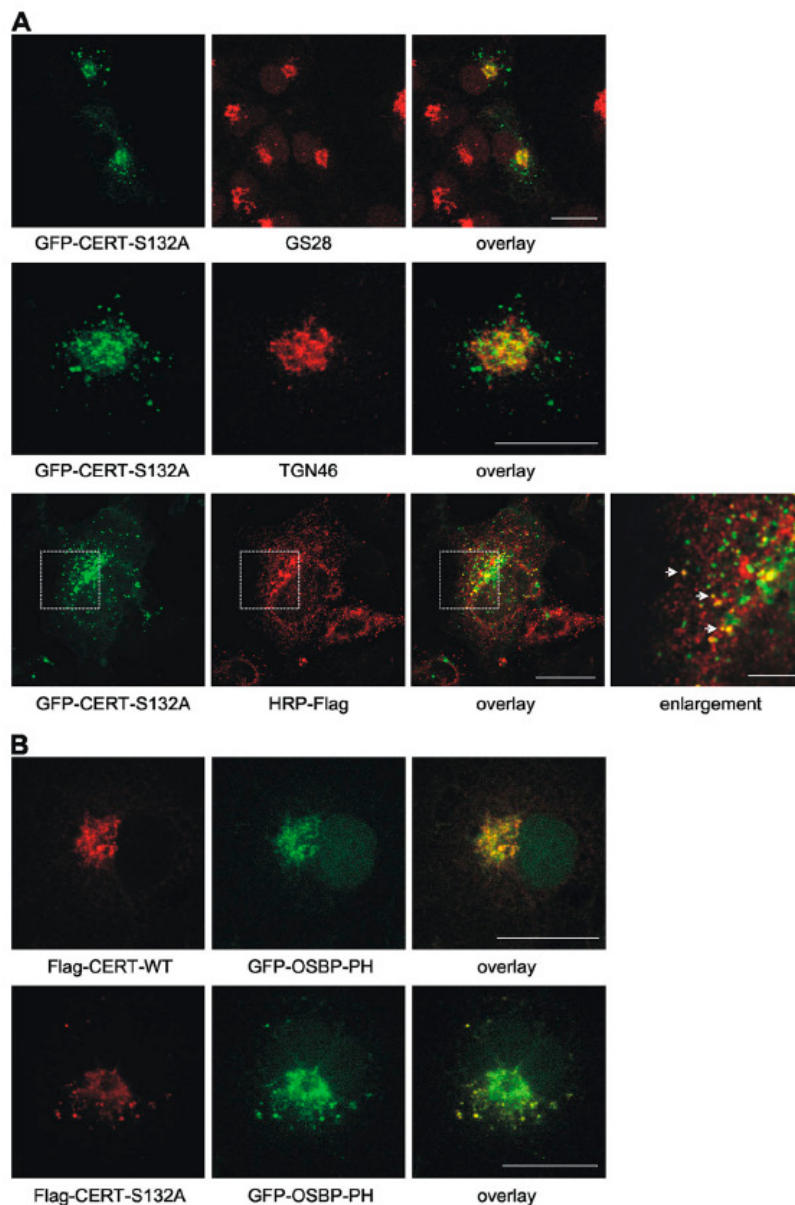 A
GFP-CERT-S132A GS28 overlay
GFP-CERT-S132A TGN46 overlay
GFP-CERT-S132A HRP-Flag overlay enlargement
B
Flag-CERT-WT GFP-OSBP-PH overlay
Flag-CERT-S132A GFP-OSBP-PH overlay